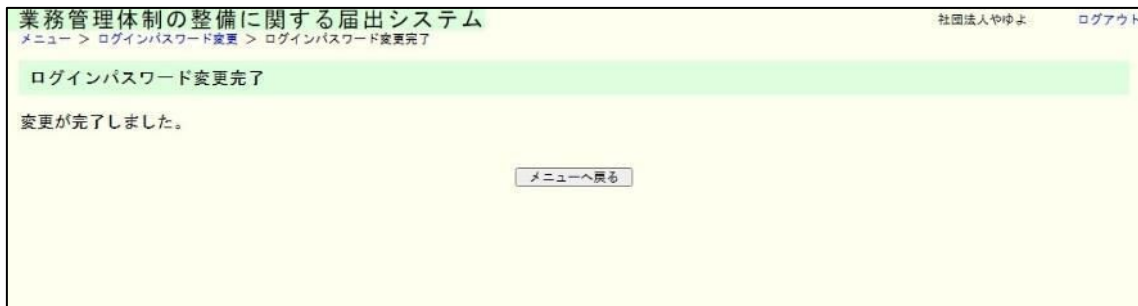 業務管理体制の整備に関する届出システム 社団法人やゆよ ログアウト
メニュー > ログインパスワード変更 > ログインパスワード変更完了
ログインパスワード変更完了
変更が完了しました。
メニューへ戻る